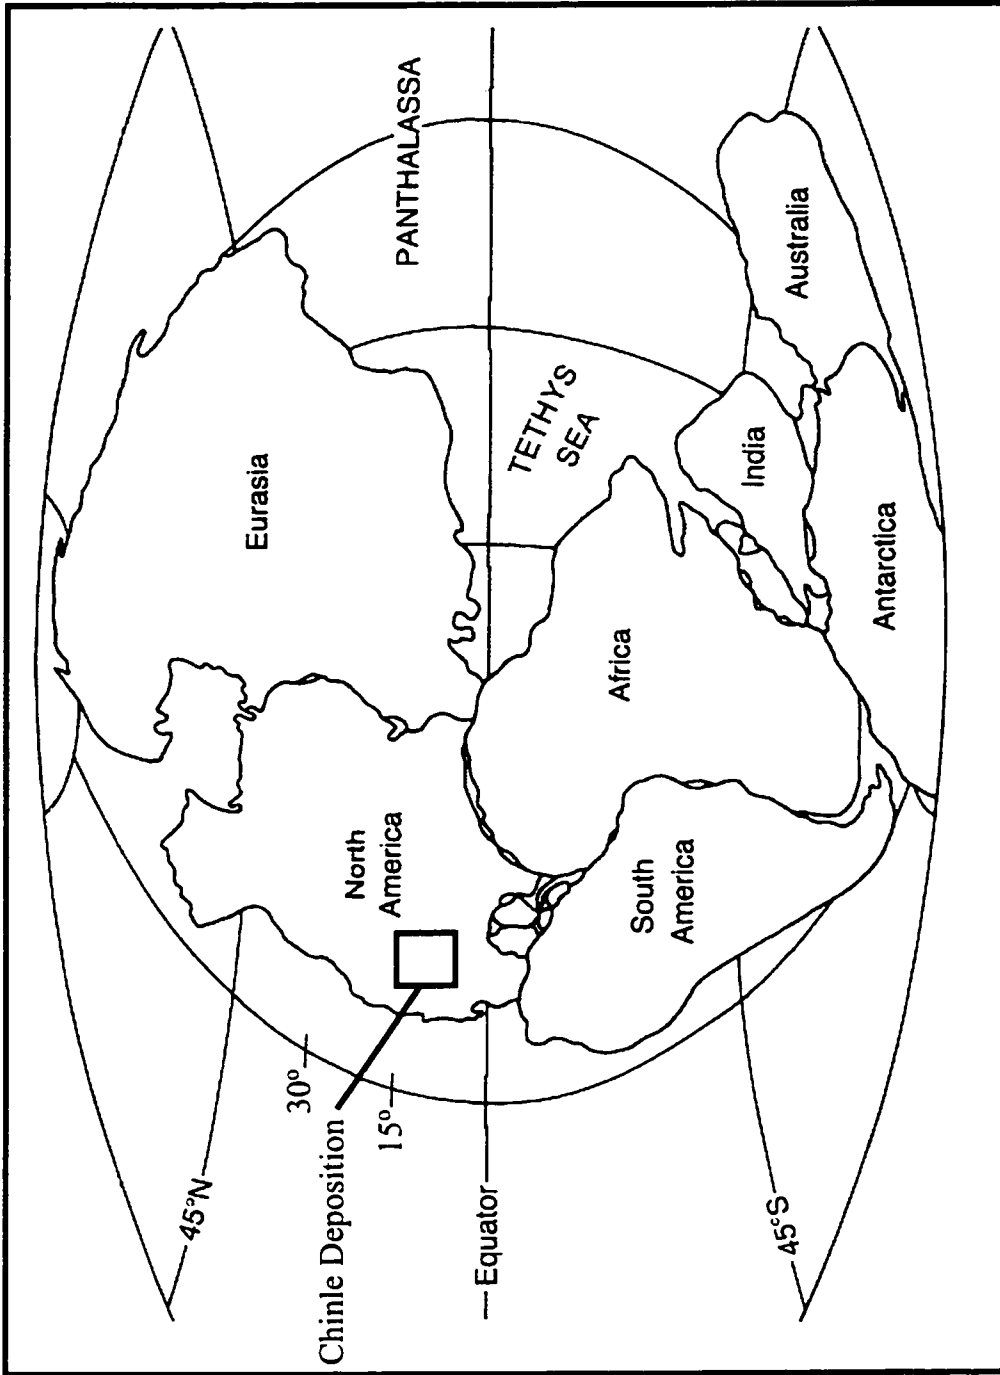 PANTHALASSA
Eurasia
TETHYS
SEA
Australia
India
Antarctica
Africa
North
America
South
America
30°
15°
Chinle Deposition
45°N
Equator
45°S